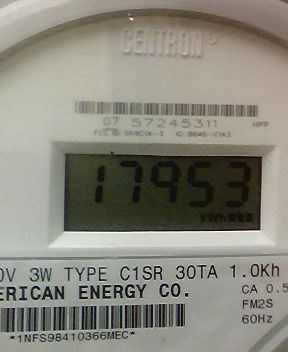 CENTRON®
07 57245311 HPP
17953
kWh
0V 3W TYPE C1SR 30TA 1.0Kh
ERICAN ENERGY CO.
CA 0.5
FM2S
60Hz
*1NFS98410366MEC*